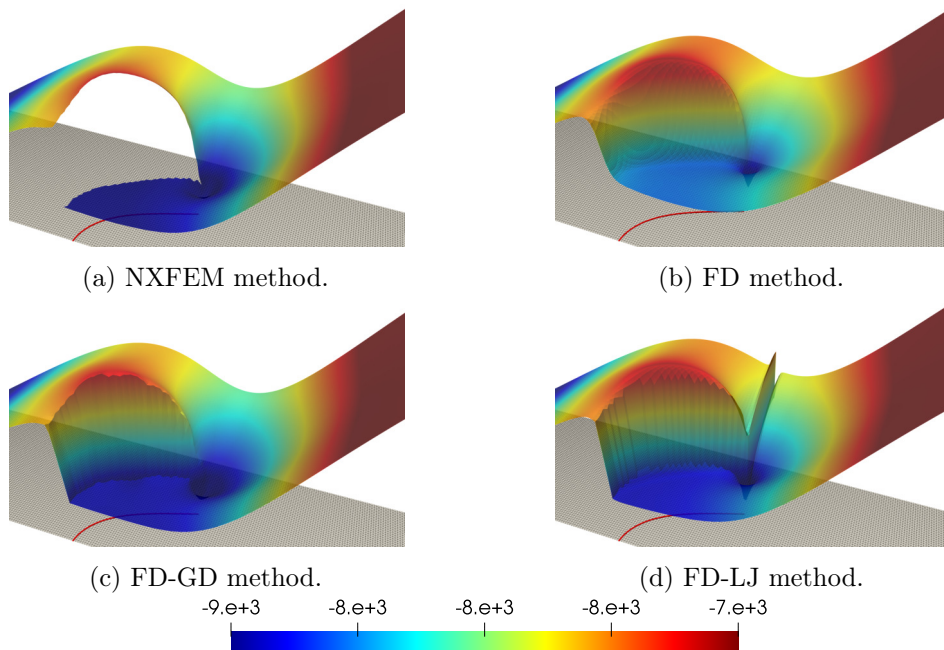 (a) NXFEM method.
(b) FD method.
(c) FD-GD method.
(d) FD-LJ method.
-9.e+3 -8.e+3 -8.e+3 -8.e+3 -7.e+3